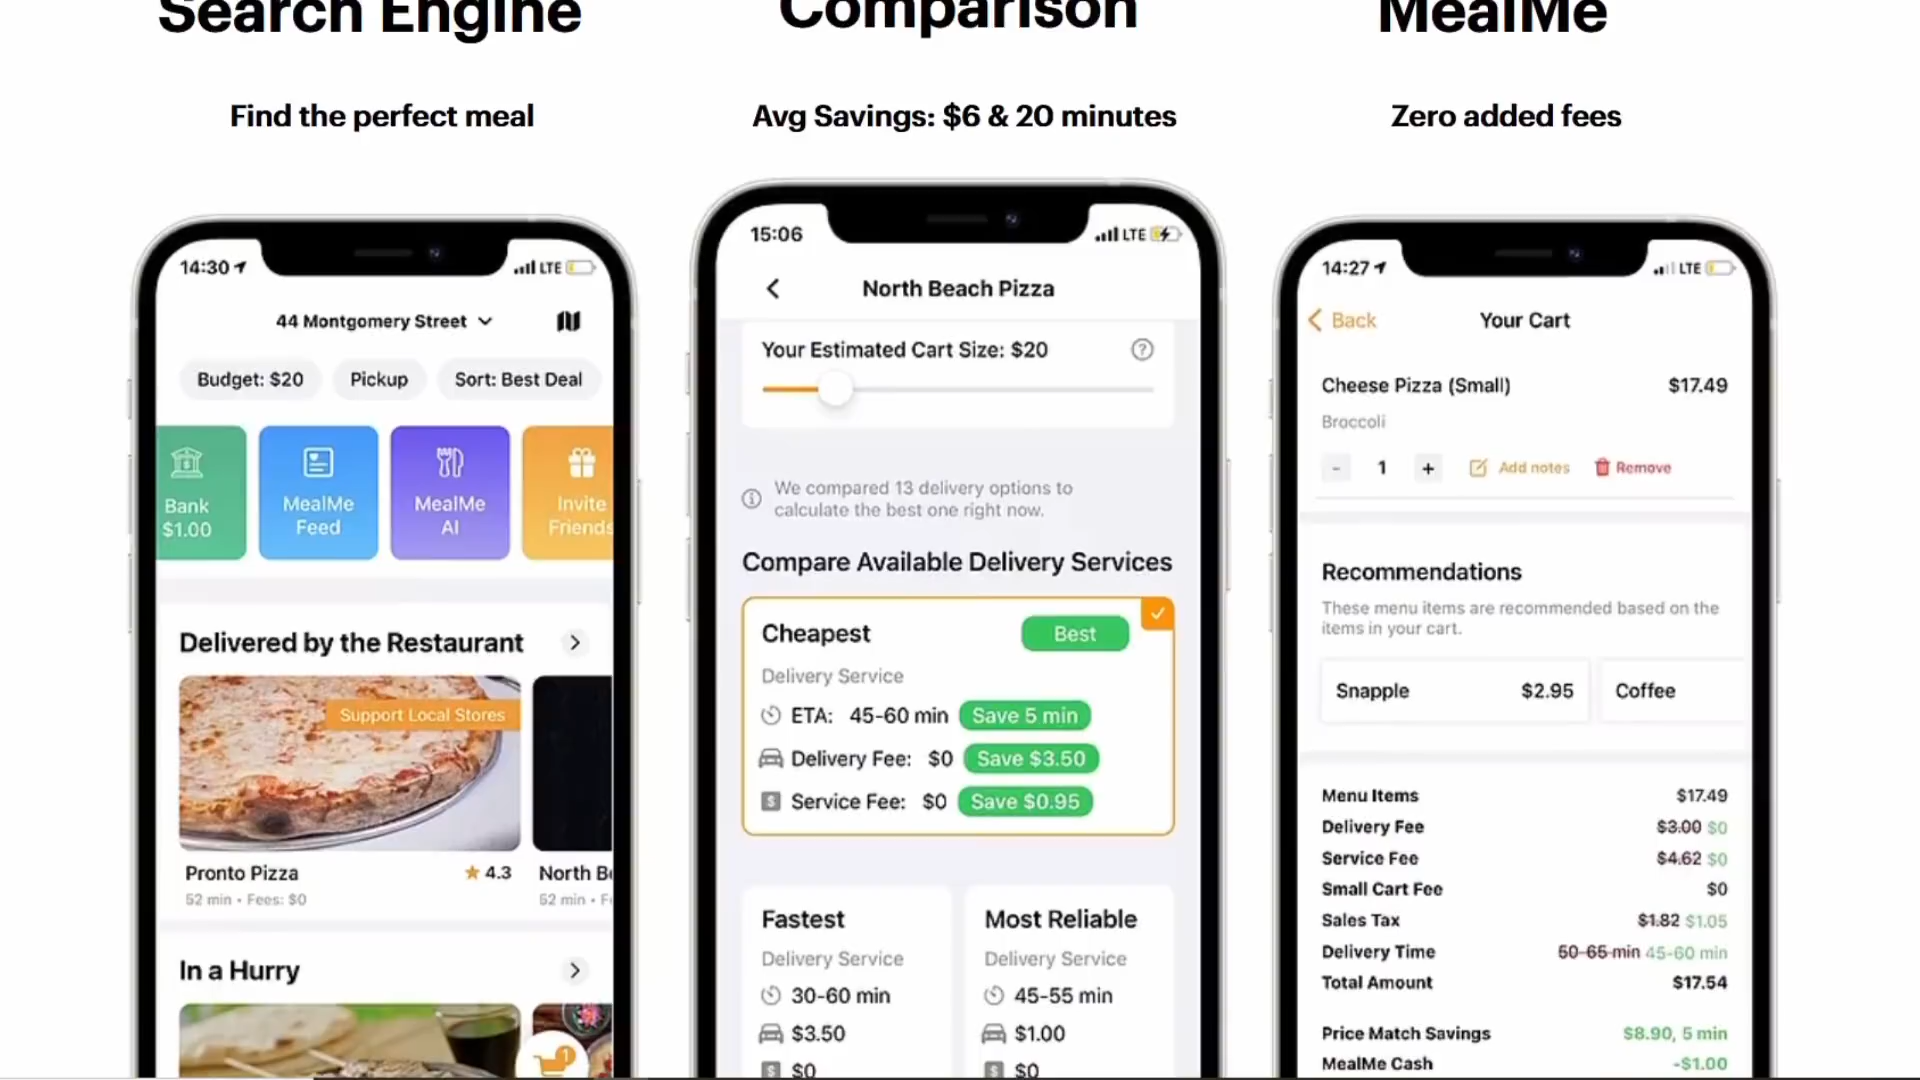 Search Engine
Find the perfect meal
14:30
LTE
44 Montgomery Street
Budget: $20
Pickup
Sort: Best Deal
Bank
$1.00
MealMe
Feed
MealMe
AI
Invite
Friends
Delivered by the Restaurant
Support Local Stores
Pronto Pizza
4.3
52 min • Fees: $0
North Be
52 min • F
In a Hurry
1
Comparison
Avg Savings: $6 & 20 minutes
15:06
LTE
North Beach Pizza
Your Estimated Cart Size: $20
?
We compared 13 delivery options to
calculate the best one right now.
Compare Available Delivery Services
Cheapest
Best
Delivery Service
ETA: 45-60 min Save 5 min
Delivery Fee: $0 Save $3.50
$ Service Fee: $0 Save $0.95
Fastest
Delivery Service
30-60 min
$3.50
$ $0
Most Reliable
Delivery Service
45-55 min
$1.00
$ $0
MealMe
Zero added fees
14:27
LTE
Back
Your Cart
Cheese Pizza (Small) $17.49
Broccoli
- 1 + Add notes Remove
Recommendations
These menu items are recommended based on the
items in your cart.
Snapple $2.95
Coffee
Menu Items $17.49
Delivery Fee $3.00 $0
Service Fee $4.62 $0
Small Cart Fee $0
Sales Tax $1.82 $1.05
Delivery Time 50-65 min 45-60 min
Total Amount $17.54
Price Match Savings $8.90, 5 min
MealMe Cash -$1.00